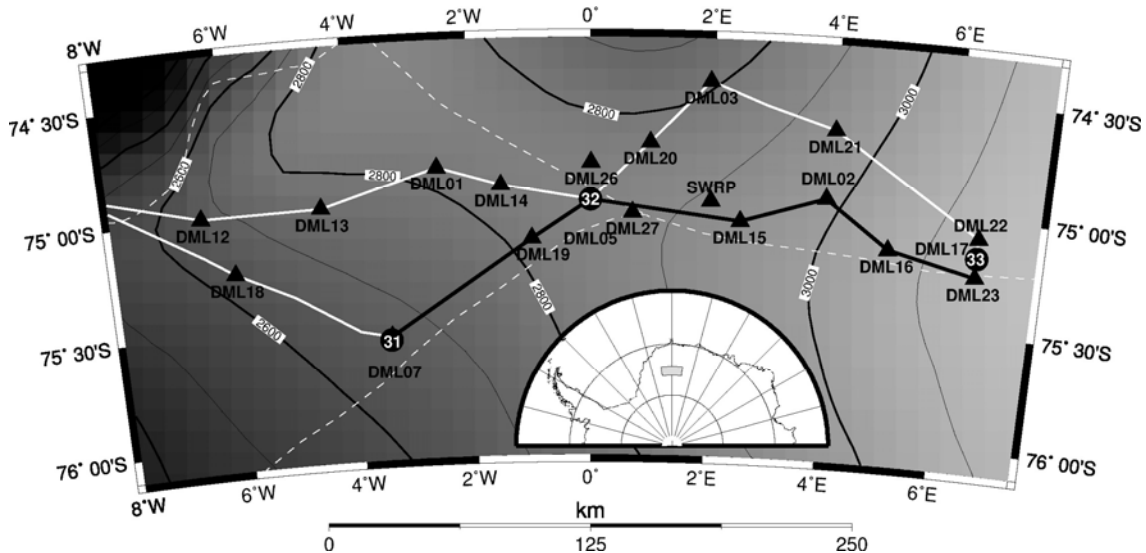 8°W
6°W
4°W
0°
2°E
4°E
6°E
74° 30'S
74° 30'S
2800
2800
3000
2600
2800
DML03
DML21
DML20
DML26
DML01
DML14
SWRP
DML02
32
DML12
DML13
DML05
DML27
DML15
DML22
DML17
33
DML19
DML16
DML23
75° 00'S
75° 00'S
DML18
2800
3000
2600
31
DML07
75° 30'S
75° 30'S
76° 00'S
76° 00'S
8°W
6°W
4°W
2°W
0°
2°E
4°E
6°E
km
0
125
250